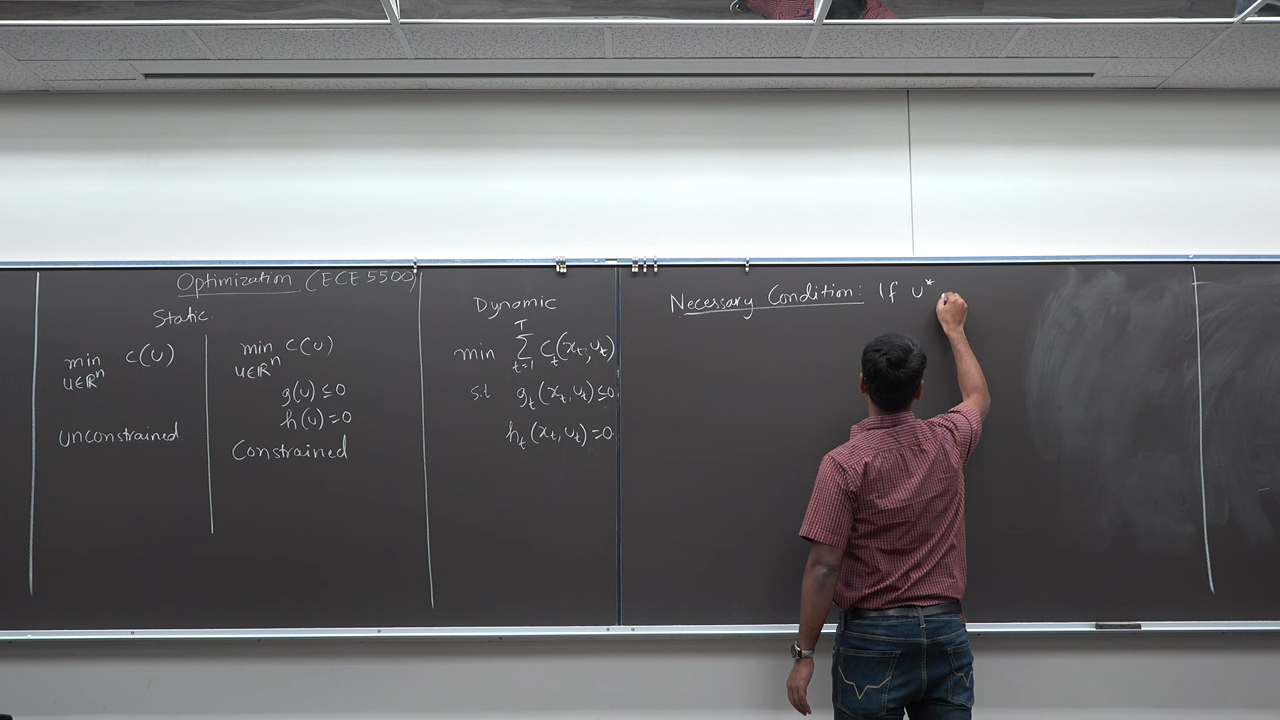 Optimization (ECE 5500)
Static.
min C(U)
U∈ℝⁿ
Unconstrained
min C(U)
U∈ℝⁿ
g(U) ≤ 0
h(U) = 0
Constrained
Dynamic
min ∑_{t=1}^{T} C_t(x_t, u_t)
s.t g_t(x_t, u_t) ≤ 0
h_t(x_t, u_t) = 0
Necessary Condition: If U*